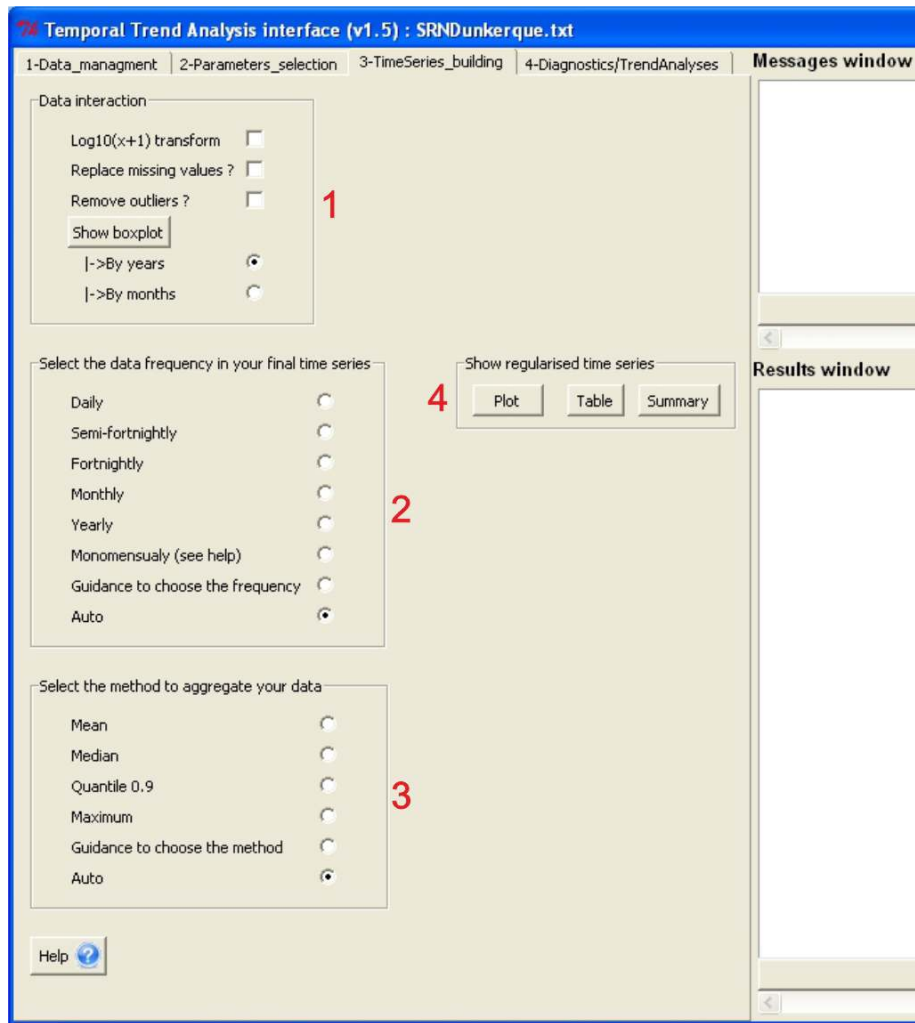 Temporal Trend Analysis interface (v1.5) : SRNDunkerque.txt
1-Data_managment 2-Parameters_selection 3-TimeSeries_building 4-Diagnostics/TrendAnalyses Messages window
Data interaction
Log10(x+1) transform
Replace missing values ?
Remove outliers ?
1
Show boxplot
|->By years
|->By months
Select the data frequency in your final time series
Daily
Semi-fortnightly
Fortnightly
Monthly
Yearly
Monomensualy (see help)
Guidance to choose the frequency
Auto
2
Show regularised time series
4 Plot Table Summary
Results window
Select the method to aggregate your data
Mean
Median
Quantile 0.9
Maximum
Guidance to choose the method
Auto
3
Help ?